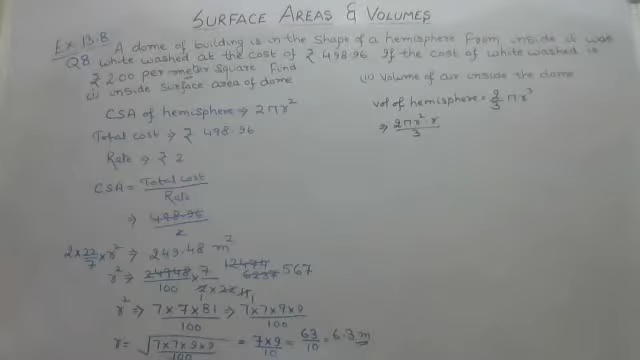 SURFACE AREAS & VOLUMES
Ex 13.8
Q8 A dome of building is in the shape of a hemisphere From inside it was
white washed at the cost of ₹ 498.96 If the cost of white washed is
₹ 2.00 per meter square Find
(i) inside surface area of dome
(ii) volume of air inside the dome
CSA of hemisphere ⇒ 2πr²
Total cost ⇒ ₹ 498.96
Rate ⇒ ₹ 2
CSA = Total cost / Rate
⇒ 498.96 / 2
2 × 22/7 × r² ⇒ 249.48 m²
r² ⇒ 24948/100 × 7/2×22 12474 6237 567
r² ⇒ 7×7×81/100 ⇒ 7×7×9×9/100
r = √7×7×9×9/100 = 7×9/10 = 63/10 = 6.3 m
vol of hemisphere = 2/3 πr³
⇒ 2πr²·r/3